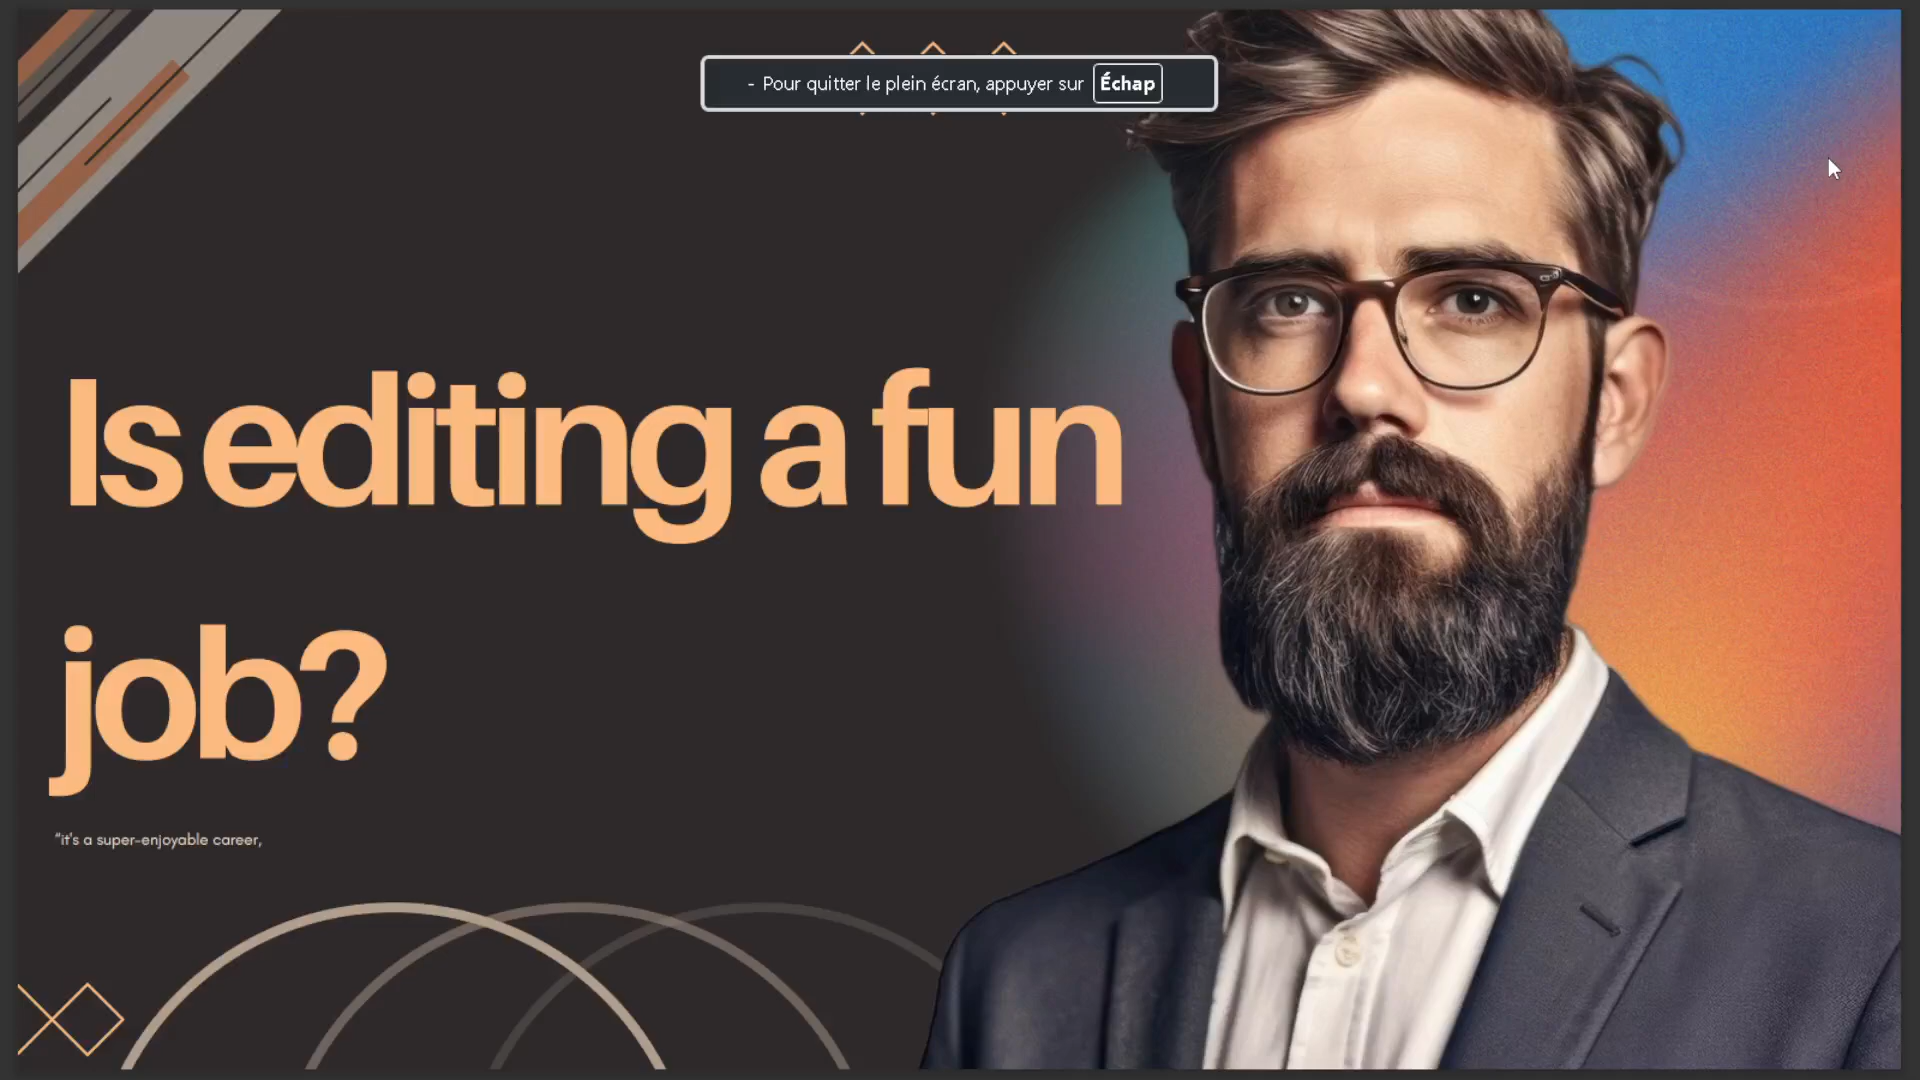 - Pour quitter le plein écran, appuyer sur Échap
Is editing a fun
job?
“it's a super-enjoyable career,